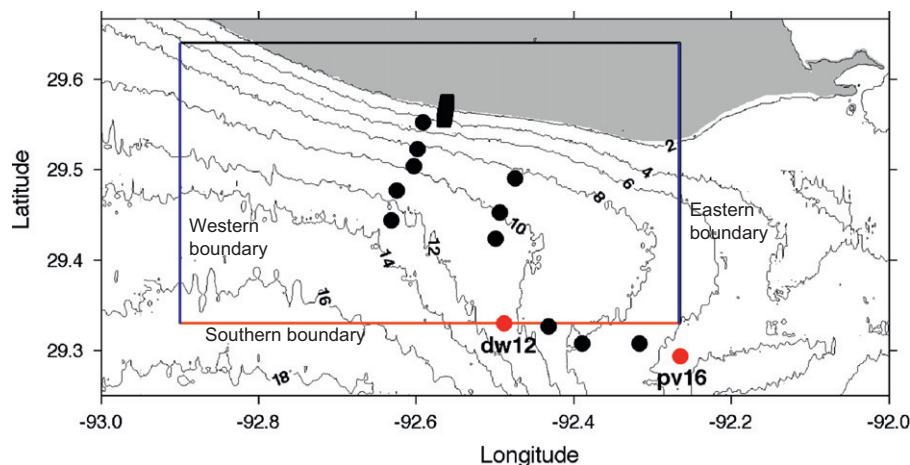 29.6
29.5
29.4
29.3
Latitude
2
4
6
8
10
12
14
16
18
Western
boundary
Eastern
boundary
Southern boundary
dw12
pv16
-93.0
-92.8
-92.6
-92.4
-92.2
-92.0
Longitude